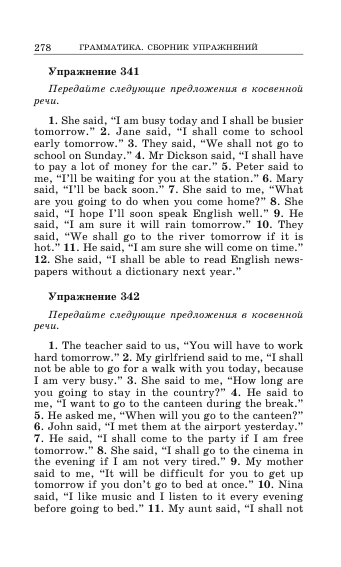 278 ГРАММАТИКА. СБОРНИК УПРАЖНЕНИЙ
Упражнение 341
Передайте следующие предложения в косвенной
речи.
1. She said, “I am busy today and I shall be busier
tomorrow.” 2. Jane said, “I shall come to school
early tomorrow.” 3. They said, “We shall not go to
school on Sunday.” 4. Mr Dickson said, “I shall have
to pay a lot of money for the car.” 5. Peter said to
me, “I’ll be waiting for you at the station.” 6. Mary
said, “I’ll be back soon.” 7. She said to me, “What
are you going to do when you come home?” 8. She
said, “I hope I’ll soon speak English well.” 9. He
said, “I am sure it will rain tomorrow.” 10. They
said, “We shall go to the river tomorrow if it is
hot.” 11. He said, “I am sure she will come on time.”
12. She said, “I shall be able to read English news-
papers without a dictionary next year.”
Упражнение 342
Передайте следующие предложения в косвенной
речи.
1. The teacher said to us, “You will have to work
hard tomorrow.” 2. My girlfriend said to me, “I shall
not be able to go for a walk with you today, because
I am very busy.” 3. She said to me, “How long are
you going to stay in the country?” 4. He said to
me, “I want to go to the canteen during the break.”
5. He asked me, “When will you go to the canteen?”
6. John said, “I met them at the airport yesterday.”
7. He said, “I shall come to the party if I am free
tomorrow.” 8. She said, “I shall go to the cinema in
the evening if I am not very tired.” 9. My mother
said to me, “It will be difficult for you to get up
tomorrow if you don’t go to bed at once.” 10. Nina
said, “I like music and I listen to it every evening
before going to bed.” 11. My aunt said, “I shall not